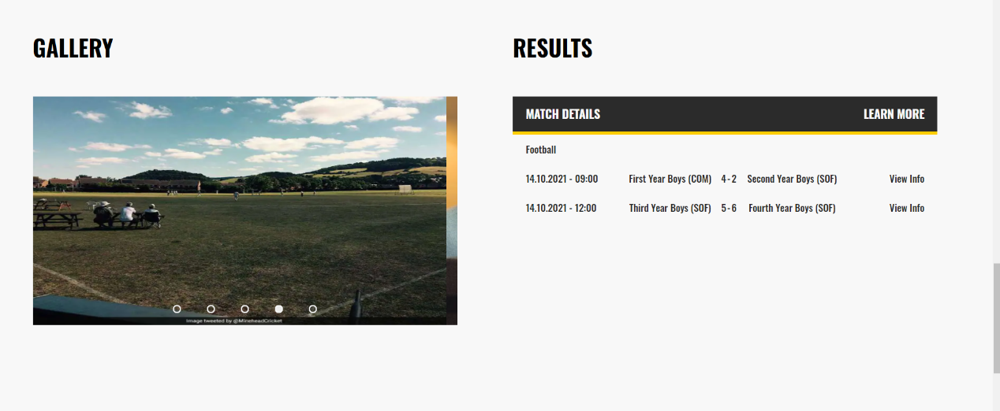 GALLERY
Image tweeted by @MineheadCricket
RESULTS
MATCH DETAILS LEARN MORE
Football
14.10.2021 - 09:00 First Year Boys (COM) 4 - 2 Second Year Boys (SOF) View Info
14.10.2021 - 12:00 Third Year Boys (SOF) 5 - 6 Fourth Year Boys (SOF) View Info